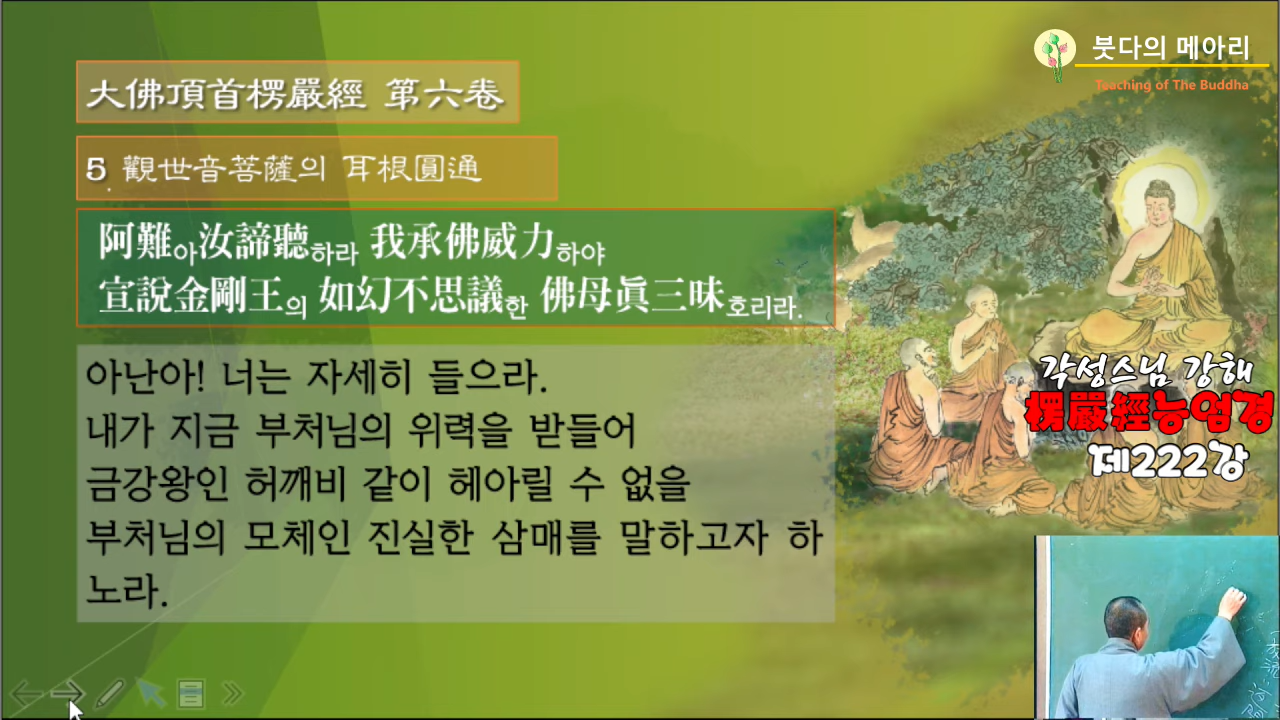 붓다의 메아리
Teaching of The Buddha
大佛頂首楞嚴經 第六卷
5. 觀世音菩薩의 耳根圓通
阿難아汝諦聽하라 我承佛威力하야
宣說金剛王의 如幻不思議한 佛母眞三昧호리라.
아난아! 너는 자세히 들으라.
내가 지금 부처님의 위력을 받들어
금강왕인 허깨비 같이 헤아릴 수 없을
부처님의 모체인 진실한 삼매를 말하고자 하
노라.
각성스님 강해
楞嚴經능엄경
제222강